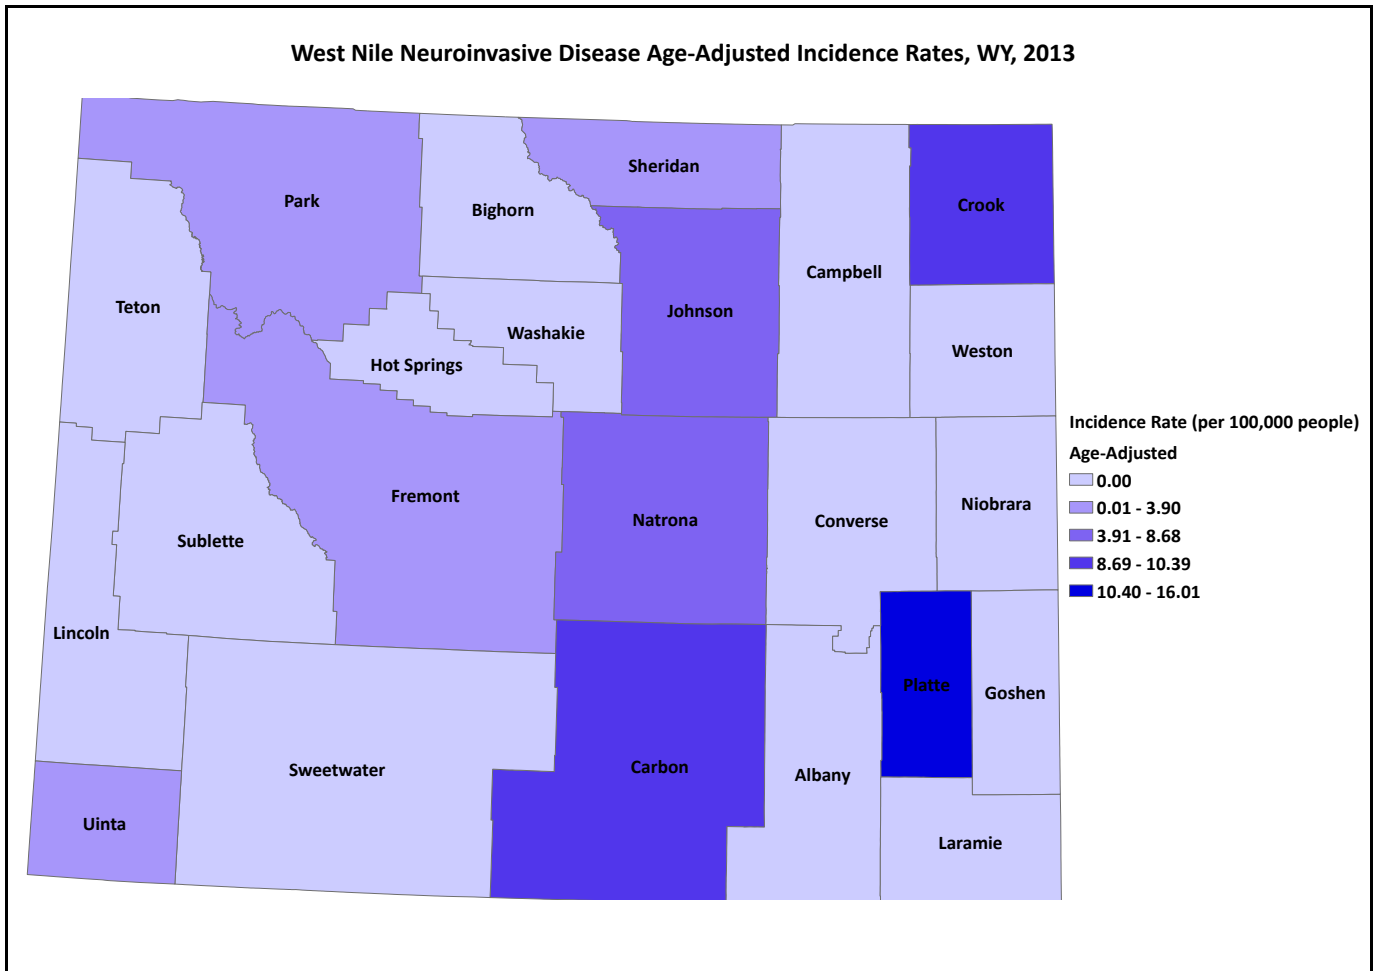 West Nile Neuroinvasive Disease Age-Adjusted Incidence Rates, WY, 2013
Sheridan
Park
Bighorn
Crook
Campbell
Teton
Johnson
Washakie
Weston
Hot Springs
Incidence Rate (per 100,000 people)
Age-Adjusted
0.00
0.01 - 3.90
3.91 - 8.68
8.69 - 10.39
10.40 - 16.01
Fremont
Niobrara
Natrona
Converse
Sublette
Lincoln
Platte
Goshen
Carbon
Sweetwater
Albany
Uinta
Laramie